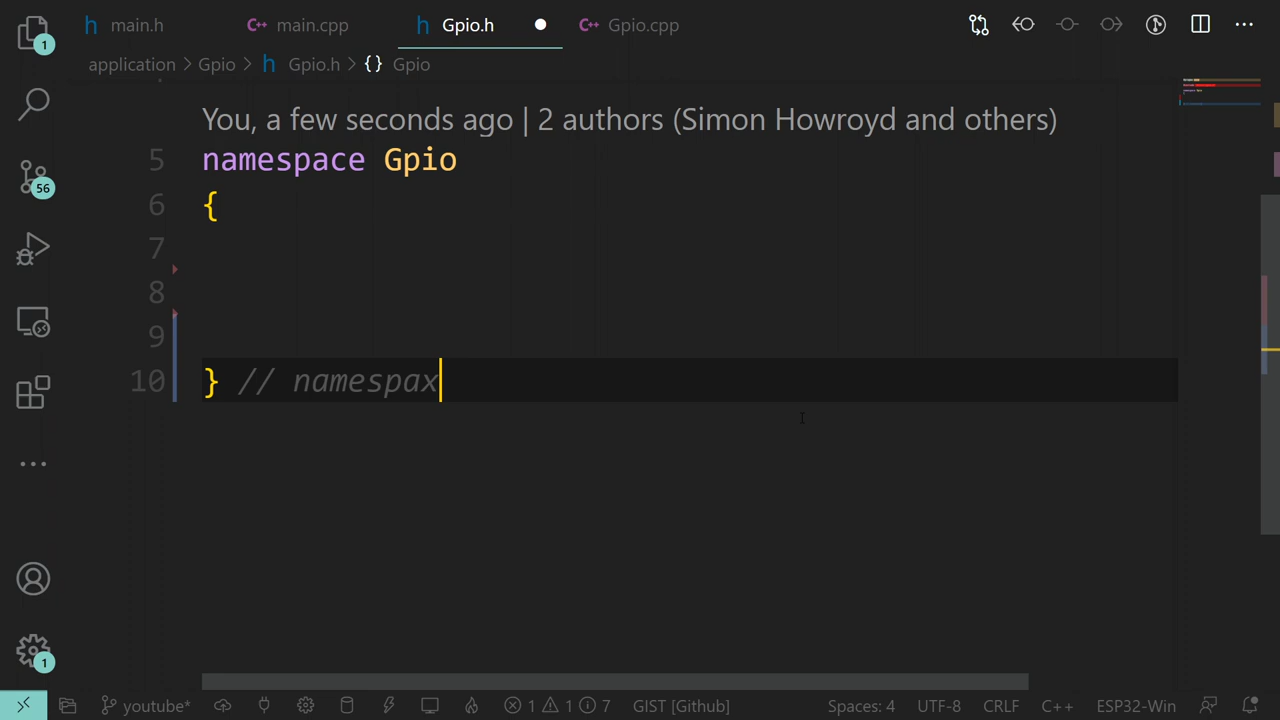 main.h
main.cpp
Gpio.h
Gpio.cpp
application > Gpio > h Gpio.h > {} Gpio
You, a few seconds ago | 2 authors (Simon Howroyd and others)
5 namespace Gpio
6 {
7
8
9
10 } // namespax
1
56
1
youtube*
1 1 7
GIST [Github]
Spaces: 4
UTF-8
CRLF
C++
ESP32-Win